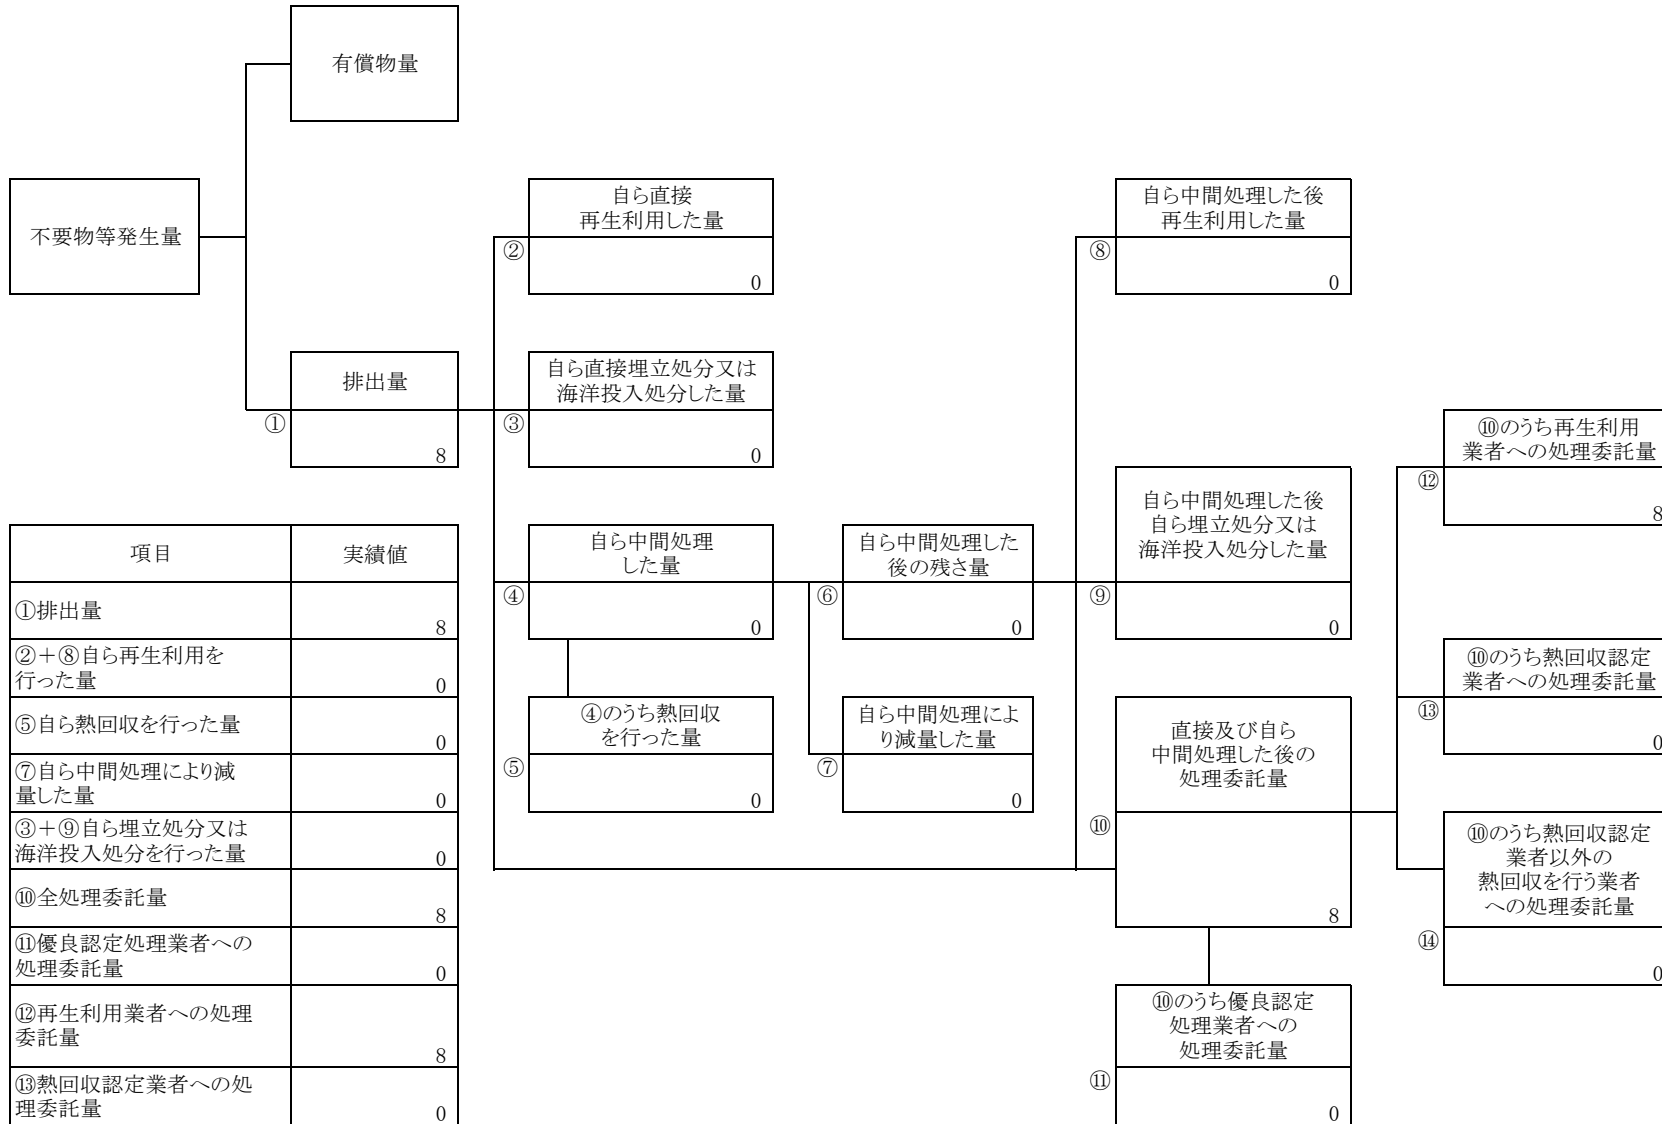 有償物量
不要物等発生量
自ら直接
再生利用した量
②
0
自ら中間処理した後
再生利用した量
⑧
0
排出量
①
8
自ら直接埋立処分又は
海洋投入処分した量
③
0
⑩のうち再生利用
業者への処理委託量
⑫
8
自ら中間処理した後
自ら埋立処分又は
海洋投入処分した量
⑨
0
自ら中間処理
した量
④
0
自ら中間処理した
後の残さ量
⑥
0
⑩のうち熱回収認定
業者への処理委託量
⑬
0
④のうち熱回収
を行った量
⑤
0
自ら中間処理によ
り減量した量
⑦
0
直接及び自ら
中間処理した後の
処理委託量
⑩
8
⑩のうち熱回収認定
業者以外の
熱回収を行う業者
への処理委託量
⑭
0
⑩のうち優良認定
処理業者への
処理委託量
⑪
0
項目 実績値
①排出量
8
②＋⑧自ら再生利用を
行った量
0
⑤自ら熱回収を行った量
0
⑦自ら中間処理により減
量した量
0
③＋⑨自ら埋立処分又は
海洋投入処分を行った量
0
⑩全処理委託量
8
⑪優良認定処理業者への
処理委託量
0
⑫再生利用業者への処理
委託量
8
⑬熱回収認定業者への処
理委託量
0